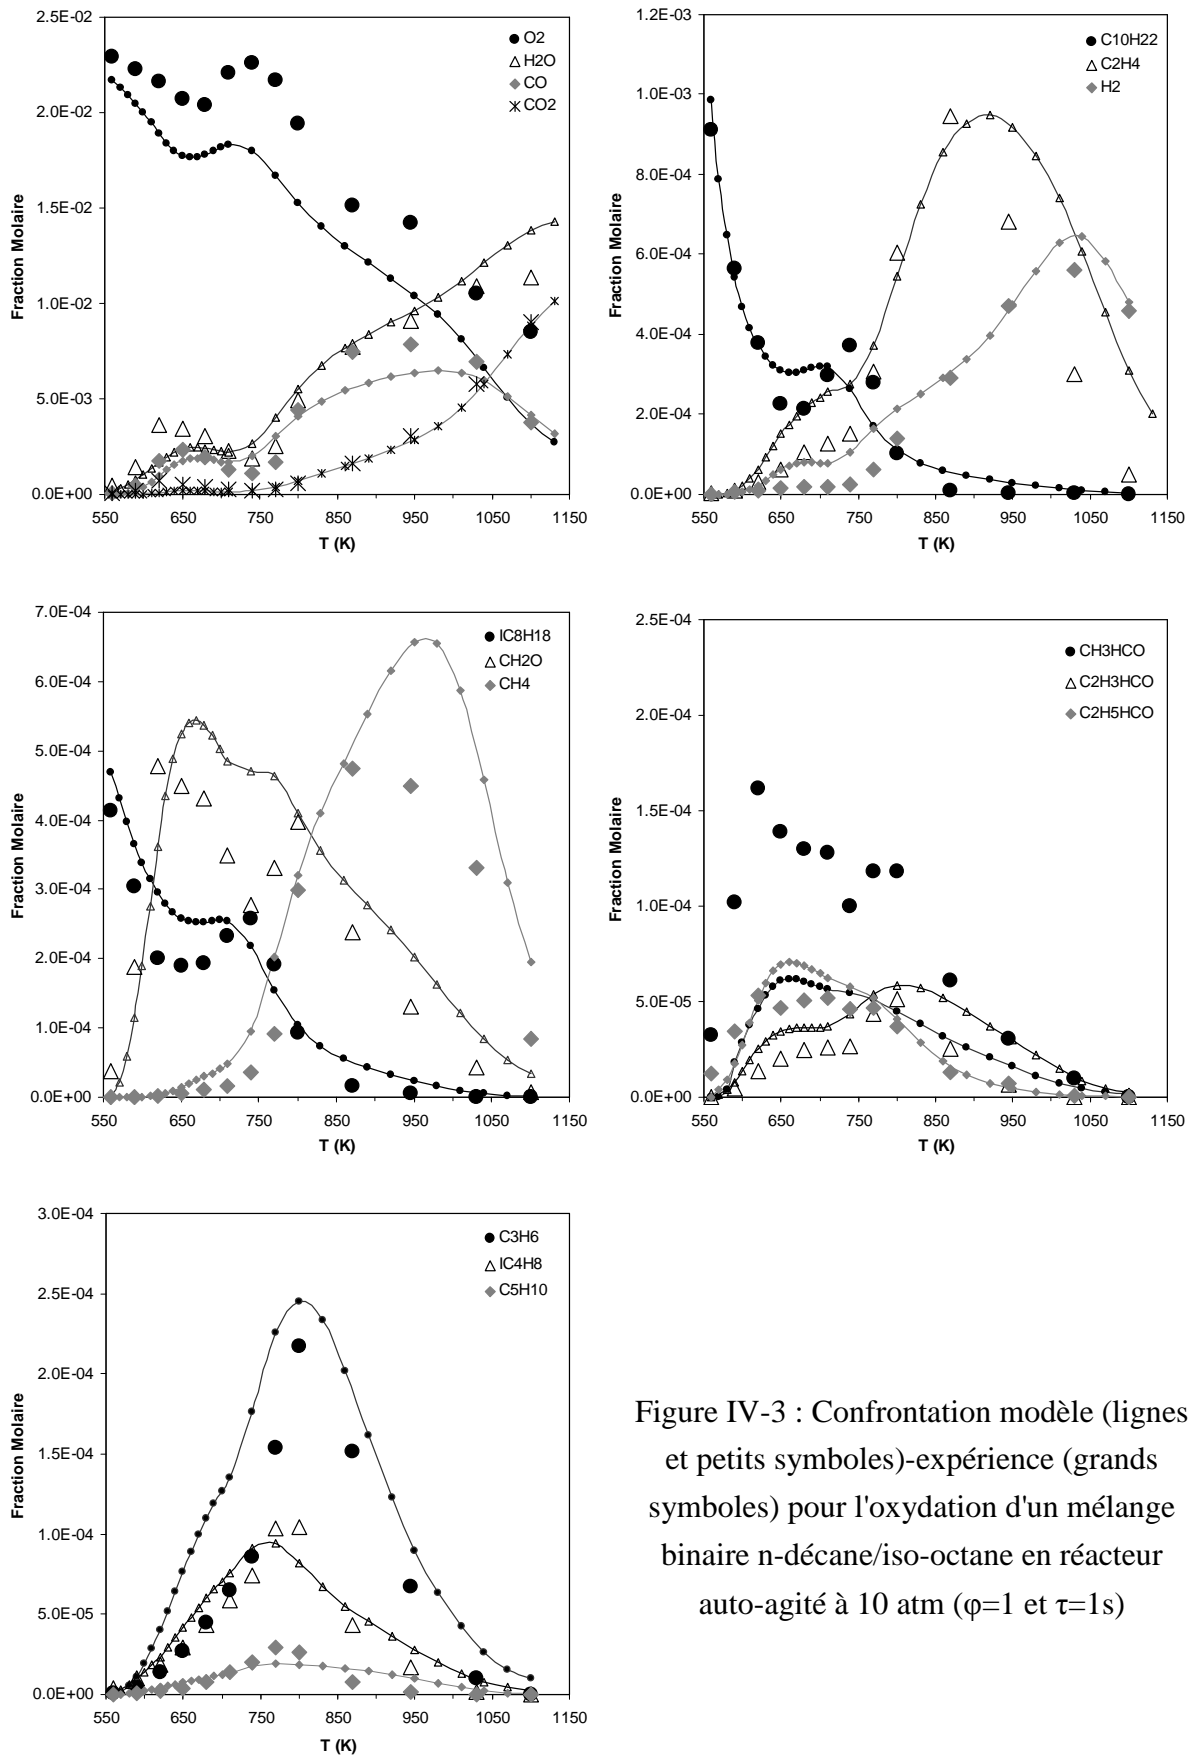 2.5E-02
2.0E-02
1.5E-02
1.0E-02
5.0E-03
0.0E+00
Fraction Molaire
O2
H2O
CO
CO2
550 650 750 850 950 1050 1150
T (K)
1.2E-03
1.0E-03
8.0E-04
6.0E-04
4.0E-04
2.0E-04
0.0E+00
Fraction Molaire
C10H22
C2H4
H2
550 650 750 850 950 1050 1150
T (K)
7.0E-04
6.0E-04
5.0E-04
4.0E-04
3.0E-04
2.0E-04
1.0E-04
0.0E+00
Fraction Molaire
IC8H18
CH2O
CH4
550 650 750 850 950 1050 1150
T (K)
2.5E-04
2.0E-04
1.5E-04
1.0E-04
5.0E-05
0.0E+00
Fraction Molaire
CH3HCO
C2H3HCO
C2H5HCO
550 650 750 850 950 1050 1150
T (K)
3.0E-04
2.5E-04
2.0E-04
1.5E-04
1.0E-04
5.0E-05
0.0E+00
Fraction Molaire
C3H6
IC4H8
C5H10
550 650 750 850 950 1050 1150
T (K)
Figure IV-3 : Confrontation modèle (lignes
et petits symboles)-expérience (grands
symboles) pour l'oxydation d'un mélange
binaire n-décane/iso-octane en réacteur
auto-agité à 10 atm (φ=1 et τ=1s)